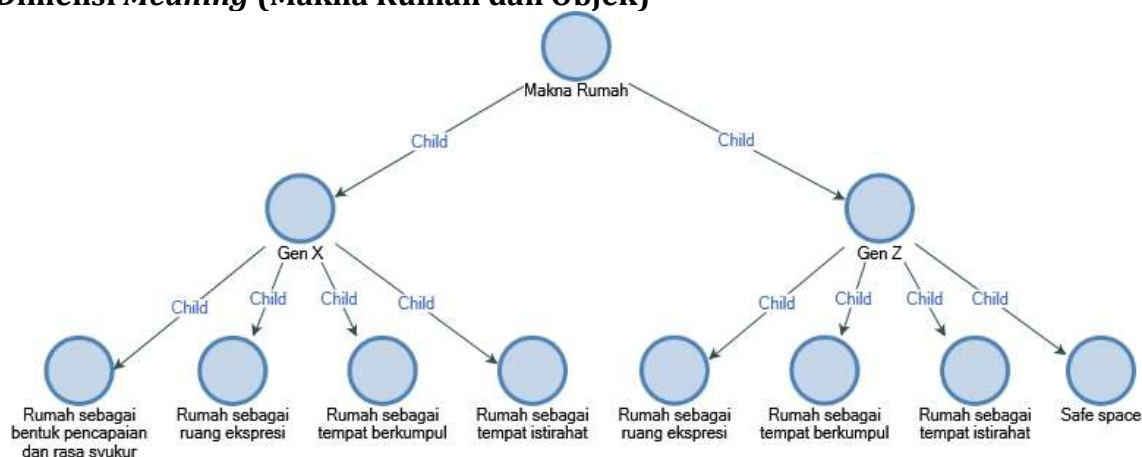 Dimensi Meaning (Makna Rumah dan Objek)
Makna Rumah
Child
Child
Gen X
Gen Z
Child
Child
Child
Child
Child
Child
Child
Child
Rumah sebagai
bentuk pencapaian
dan rasa syukur
Rumah sebagai
ruang ekspresi
Rumah sebagai
tempat berkumpul
Rumah sebagai
tempat istirahat
Rumah sebagai
ruang ekspresi
Rumah sebagai
tempat berkumpul
Rumah sebagai
tempat istirahat
Safe space